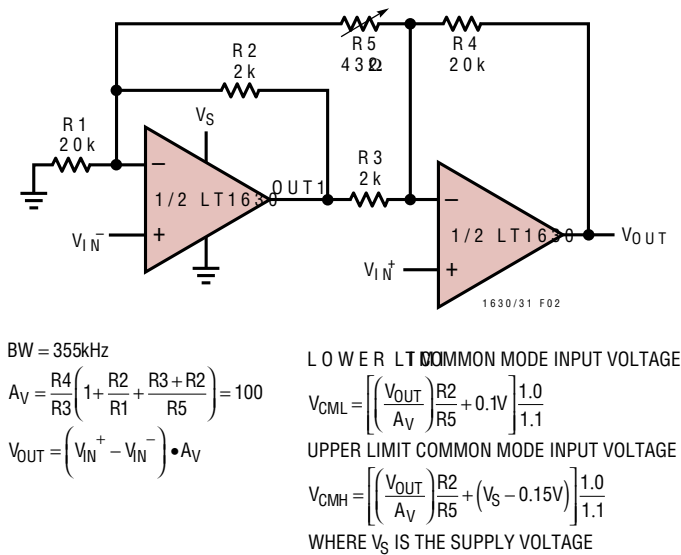 R5
432Ω
R4
20k
R2
2k
R1
20k
VS
R3
2k
OUT1
−
1/2 LT1630
+
VIN−
−
1/2 LT1630
+
VIN+
VOUT
1630/31 F02
BW = 355kHz
AV = R4/R3 (1 + R2/R1 + (R3 + R2)/R5) = 100
VOUT = (VIN+ − VIN−) • AV
LOWER LIMIT COMMON MODE INPUT VOLTAGE
VCML = [(VOUT/AV) R2/R5 + 0.1V] 1.0/1.1
UPPER LIMIT COMMON MODE INPUT VOLTAGE
VCMH = [(VOUT/AV) R2/R5 + (VS − 0.15V)] 1.0/1.1
WHERE VS IS THE SUPPLY VOLTAGE